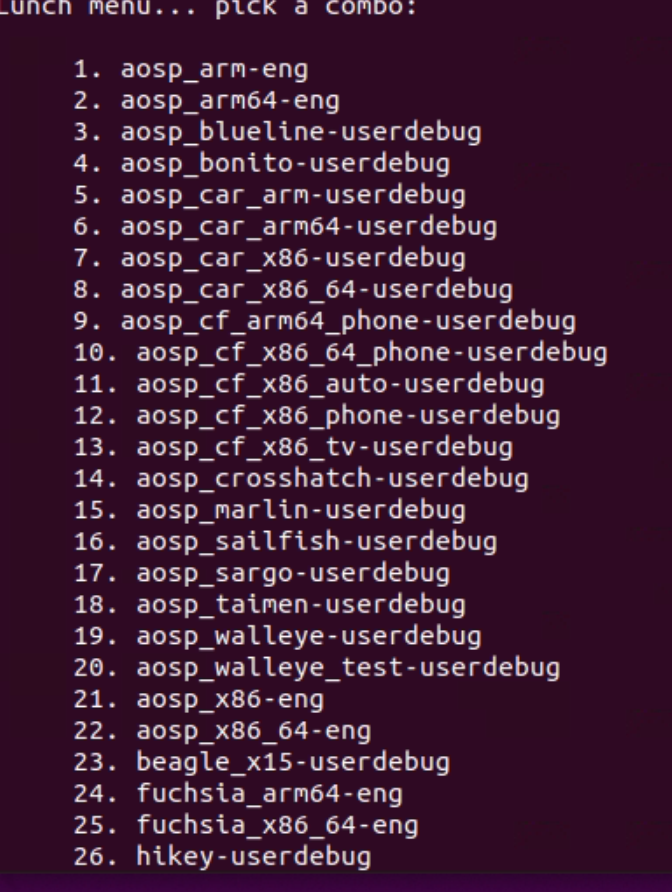 Lunch menu... pick a combo:
1. aosp_arm-eng
2. aosp_arm64-eng
3. aosp_blueline-userdebug
4. aosp_bonito-userdebug
5. aosp_car_arm-userdebug
6. aosp_car_arm64-userdebug
7. aosp_car_x86-userdebug
8. aosp_car_x86_64-userdebug
9. aosp_cf_arm64_phone-userdebug
10. aosp_cf_x86_64_phone-userdebug
11. aosp_cf_x86_auto-userdebug
12. aosp_cf_x86_phone-userdebug
13. aosp_cf_x86_tv-userdebug
14. aosp_crosshatch-userdebug
15. aosp_marlin-userdebug
16. aosp_sailfish-userdebug
17. aosp_sargo-userdebug
18. aosp_taimen-userdebug
19. aosp_walleye-userdebug
20. aosp_walleye_test-userdebug
21. aosp_x86-eng
22. aosp_x86_64-eng
23. beagle_x15-userdebug
24. fuchsia_arm64-eng
25. fuchsia_x86_64-eng
26. hikey-userdebug